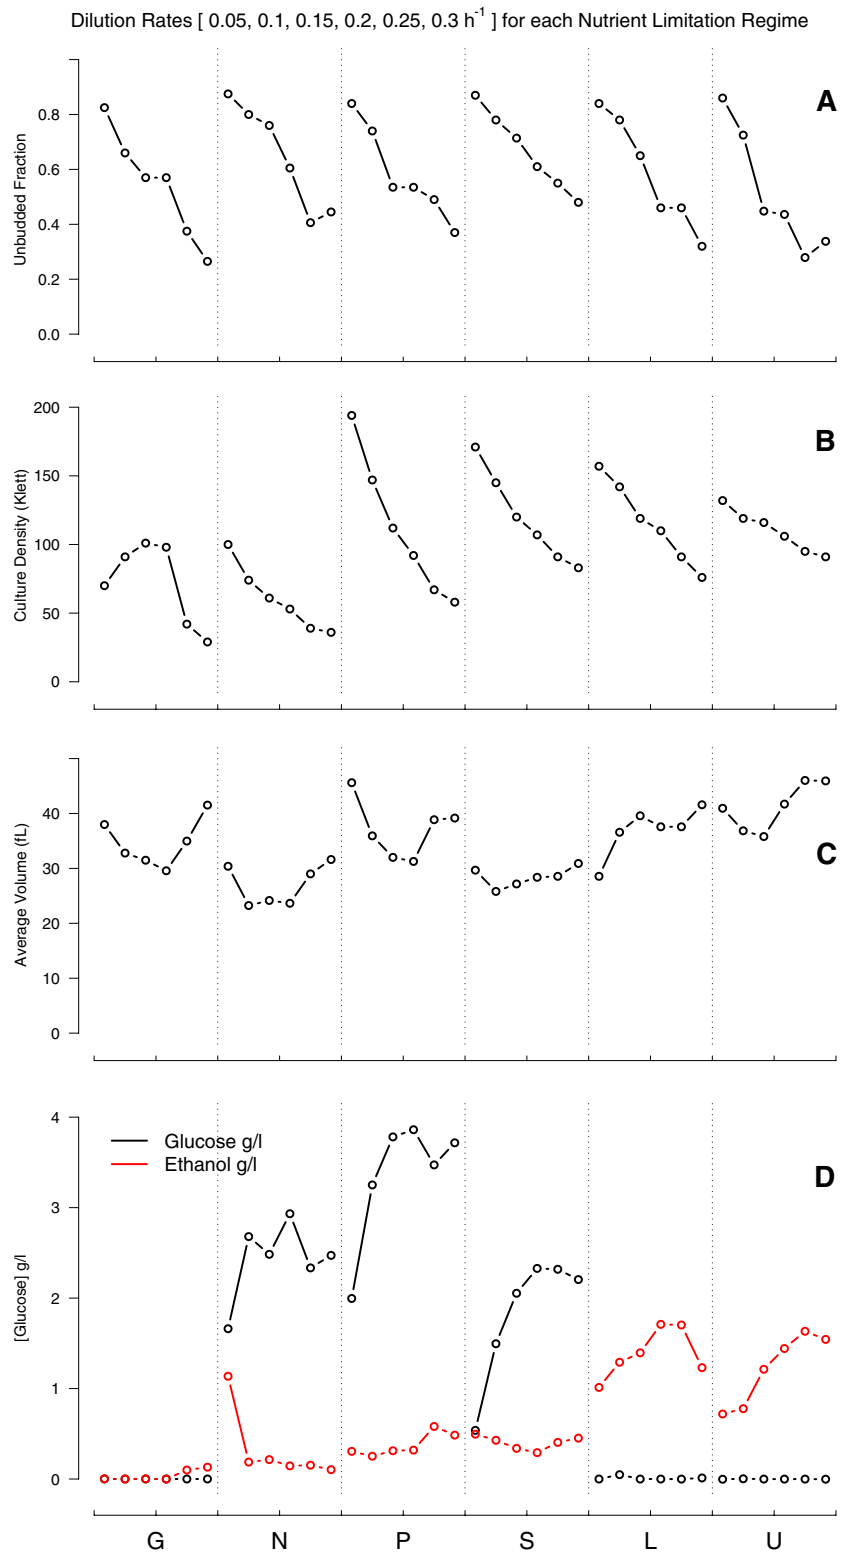 Dilution Rates [ 0.05, 0.1, 0.15, 0.2, 0.25, 0.3 h-1 ] for each Nutrient Limitation Regime
A
Unbudded Fraction
0.8
0.6
0.4
0.2
0.0
B
Culture Density (Klett)
200
150
100
50
0
C
Average Volume (fL)
40
30
20
10
0
D
[Glucose] g/l
4
3
2
1
0
Glucose g/l
Ethanol g/l
G N P S L U